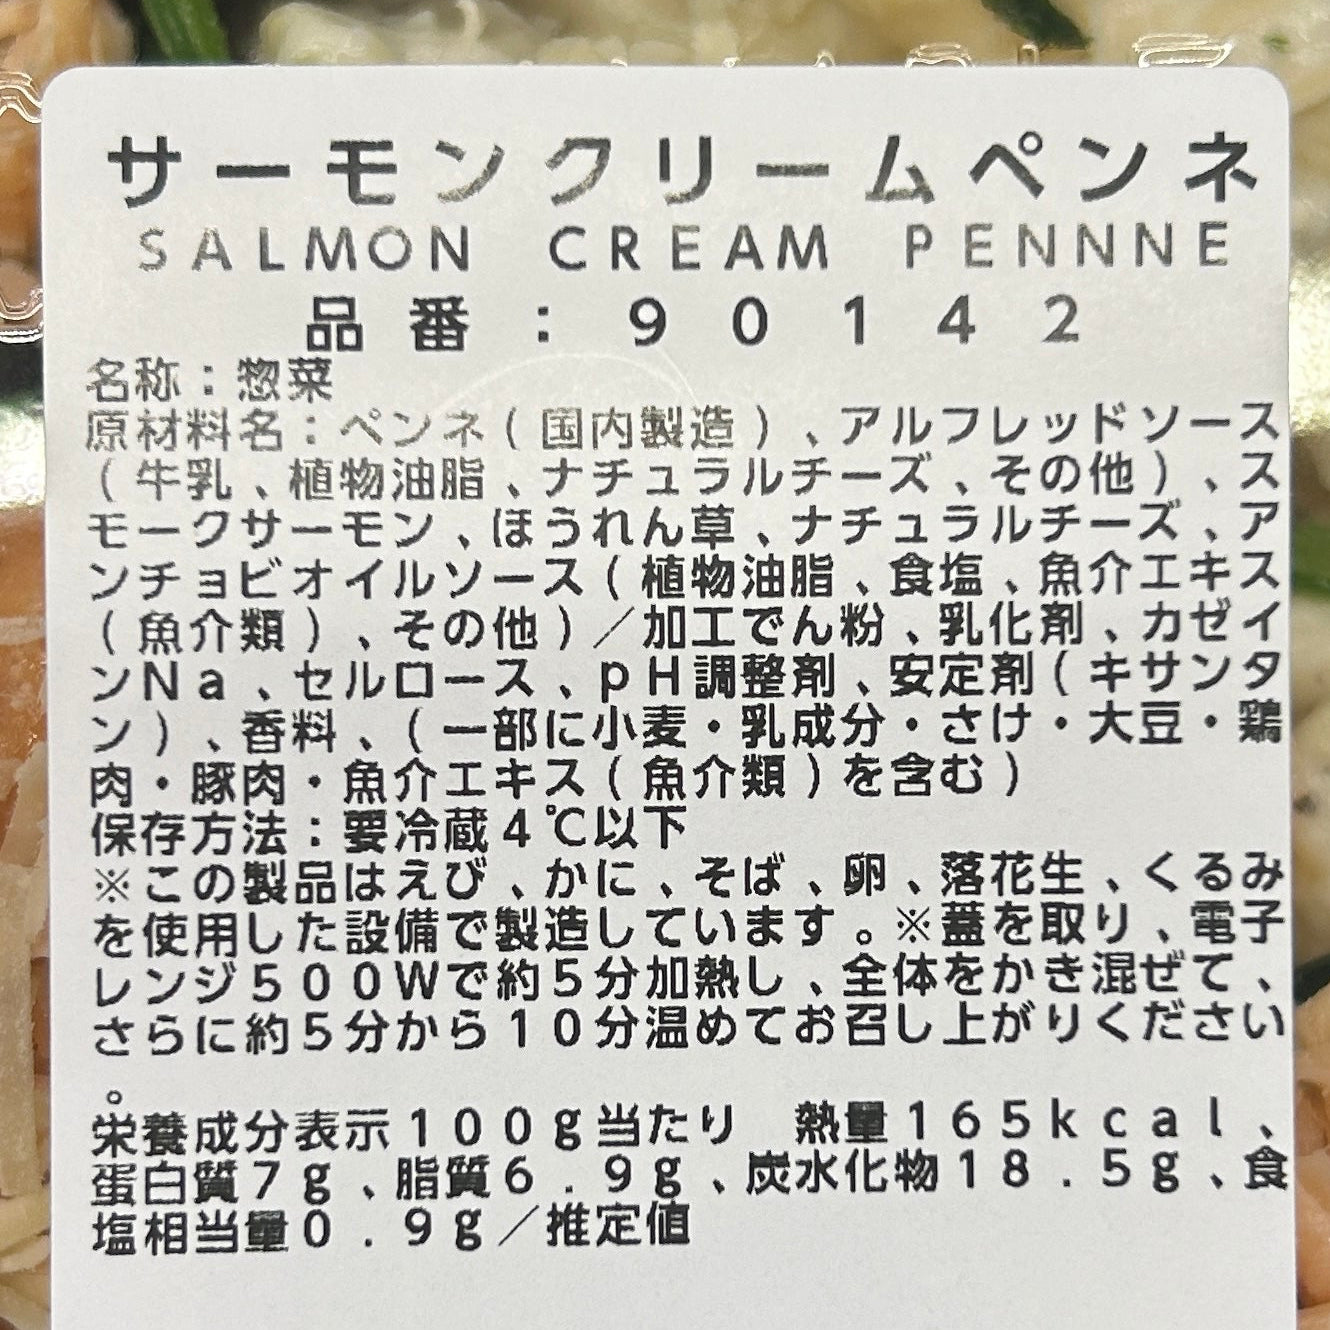 サーモンクリームペンネ
SALMON CREAM PENNNE
品番:90142
名称:惣菜
原材料名:ペンネ(国内製造)、アルフレッドソース
(牛乳、植物油脂、ナチュラルチーズ、その他)、ス
モークサーモン、ほうれん草、ナチュラルチーズ、ア
ンチョビオイルソース(植物油脂、食塩、魚介エキス
(魚介類)、その他)/加工でん粉、乳化剤、カゼイ
ンNa、セルロース、pH調整剤、安定剤(キサンタ
ン)、香料、(一部に小麦・乳成分・さけ・大豆・鶏
肉・豚肉・魚介エキス(魚介類)を含む)
保存方法:要冷蔵4℃以下
※この製品はえび、かに、そば、卵、落花生、くるみ
を使用した設備で製造しています。※蓋を取り、電子
レンジ500Wで約5分加熱し、全体をかき混ぜて、
さらに約5分から10分温めてお召し上がりください
。
栄養成分表示100g当たり 熱量165kcal、
蛋白質7g、脂質6.9g、炭水化物18.5g、食
塩相当量0.9g/推定値